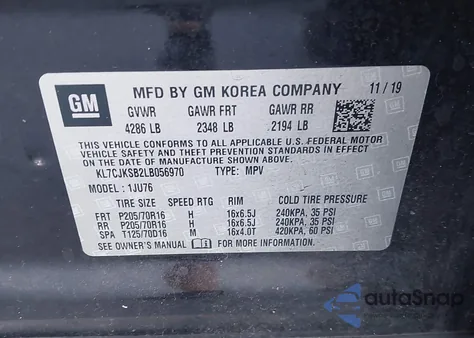 GM
MFD BY GM KOREA COMPANY 11/19
GVWR GAWR FRT GAWR RR
4286 LB 2348 LB 2194 LB
THIS VEHICLE CONFORMS TO ALL APPLICABLE U.S. FEDERAL MOTOR
VEHICLE SAFETY, BUMPER, AND THEFT PREVENTION STANDARDS IN
EFFECT ON THE DATE OF MANUFACTURE SHOWN ABOVE.
KL7CJKSB2LB056970 TYPE: MPV
MODEL : 1JU76
TIRE SIZE SPEED RTG RIM COLD TIRE PRESSURE
FRT P205/70R16 H 16x6.5J 240KPA, 35 PSI
RR P205/70R16 H 16x6.5J 240KPA, 35 PSI
SPA T125/70D16 M 16x4.0T 420KPA, 60 PSI
SEE OWNER'S MANUAL FOR MORE INFORMATION.
autoSnap